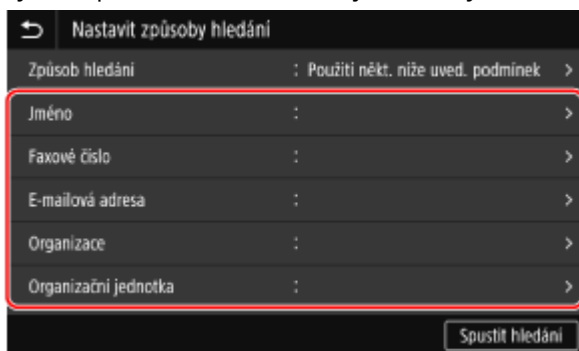 Nastavit způsoby hledání
Způsob hledání : Použití někt. níže uved. podmínek >
Jméno : >
Faxové číslo : >
E-mailová adresa : >
Organizace : >
Organizační jednotka : >
Spustit hledání